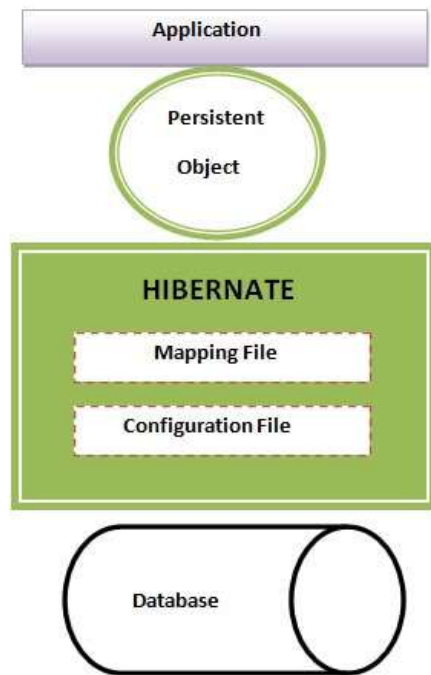 Application
Persistent
Object
HIBERNATE
Mapping File
Configuration File
Database